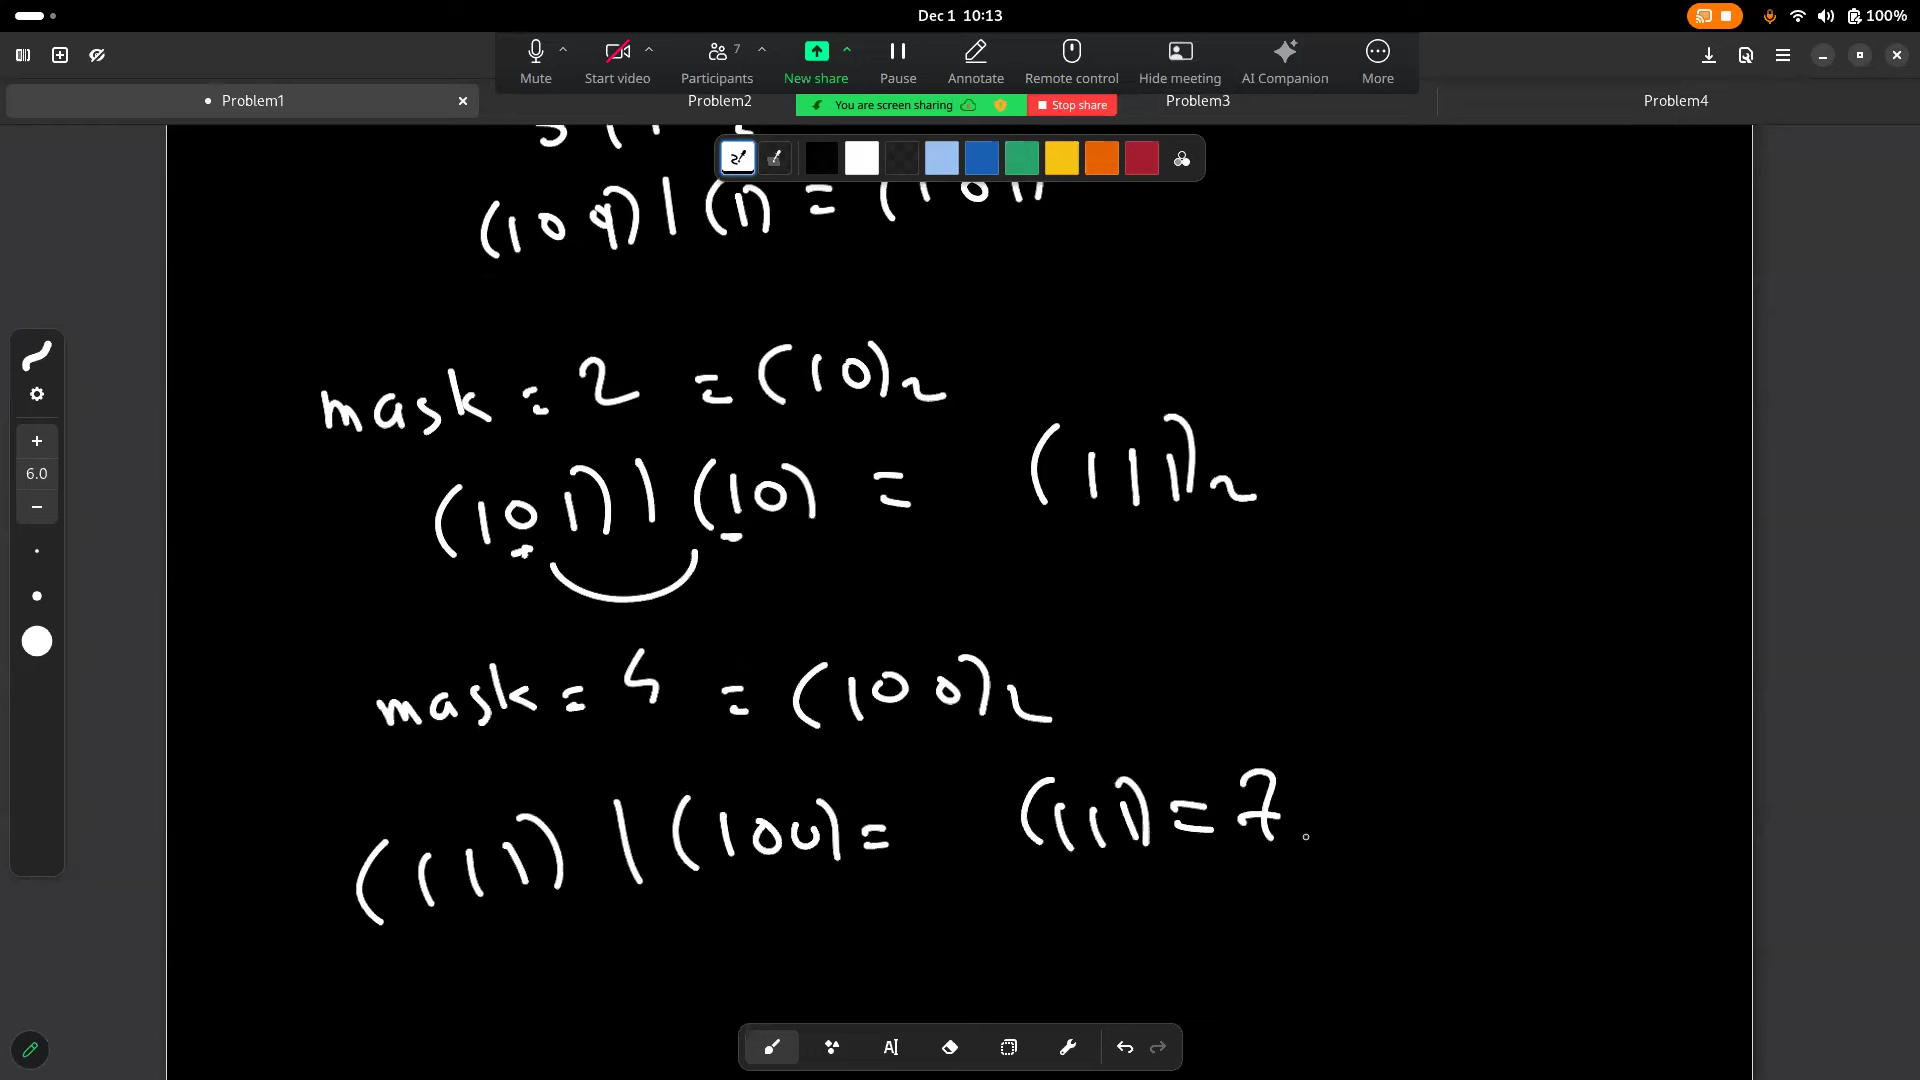 Dec 1 10:13
100%
Mute
Start video
Participants 7
New share
Pause
Annotate
Remote control
Hide meeting
AI Companion
More
Problem1
Problem2
You are screen sharing
Stop share
Problem3
Problem4
(1) =
mask = 2 = (10)2
(101) | (10) = (111)2
6.0
mask = 4 = (100)2
(111) | (100) = (111) = 7